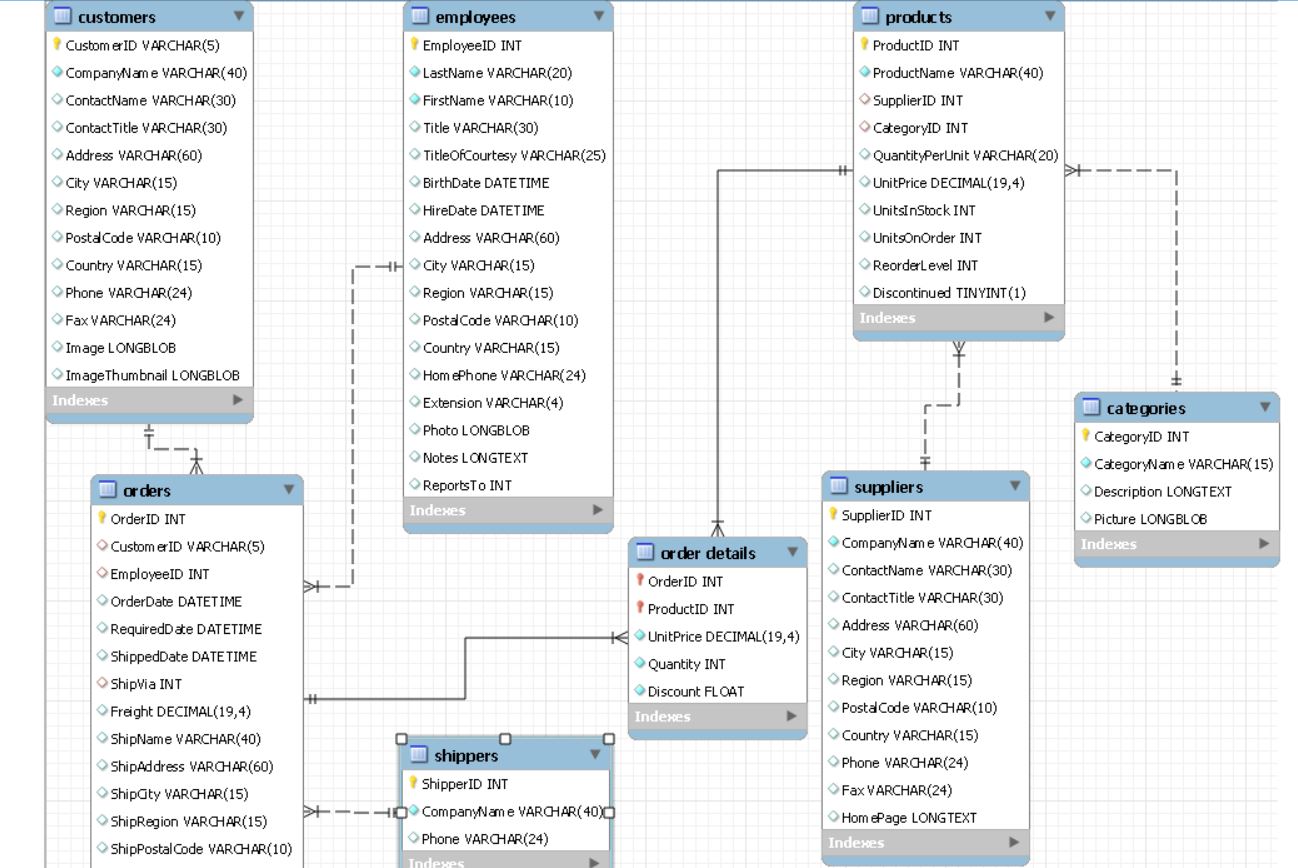 customers
CustomerID VARCHAR(5)
CompanyName VARCHAR(40)
ContactName VARCHAR(30)
ContactTitle VARCHAR(30)
Address VARCHAR(60)
City VARCHAR(15)
Region VARCHAR(15)
PostalCode VARCHAR(10)
Country VARCHAR(15)
Phone VARCHAR(24)
Fax VARCHAR(24)
Image LONGBLOB
ImageThumbnail LONGBLOB
Indexes
employees
EmployeeID INT
LastName VARCHAR(20)
FirstName VARCHAR(10)
Title VARCHAR(30)
TitleOfCourtesy VARCHAR(25)
BirthDate DATETIME
HireDate DATETIME
Address VARCHAR(60)
City VARCHAR(15)
Region VARCHAR(15)
PostalCode VARCHAR(10)
Country VARCHAR(15)
HomePhone VARCHAR(24)
Extension VARCHAR(4)
Photo LONGBLOB
Notes LONGTEXT
ReportsTo INT
Indexes
products
ProductID INT
ProductName VARCHAR(40)
SupplierID INT
CategoryID INT
QuantityPerUnit VARCHAR(20)
UnitPrice DECIMAL(19,4)
UnitsInStock INT
UnitsOnOrder INT
ReorderLevel INT
Discontinued TINYINT(1)
Indexes
categories
CategoryID INT
CategoryName VARCHAR(15)
Description LONGTEXT
Picture LONGBLOB
Indexes
orders
OrderID INT
CustomerID VARCHAR(5)
EmployeeID INT
OrderDate DATETIME
RequiredDate DATETIME
ShippedDate DATETIME
ShipVia INT
Freight DECIMAL(19,4)
ShipName VARCHAR(40)
ShipAddress VARCHAR(60)
ShipCity VARCHAR(15)
ShipRegion VARCHAR(15)
ShipPostalCode VARCHAR(10)
order details
OrderID INT
ProductID INT
UnitPrice DECIMAL(19,4)
Quantity INT
Discount FLOAT
Indexes
suppliers
SupplierID INT
CompanyName VARCHAR(40)
ContactName VARCHAR(30)
ContactTitle VARCHAR(30)
Address VARCHAR(60)
City VARCHAR(15)
Region VARCHAR(15)
PostalCode VARCHAR(10)
Country VARCHAR(15)
Phone VARCHAR(24)
Fax VARCHAR(24)
HomePage LONGTEXT
Indexes
shippers
ShipperID INT
CompanyName VARCHAR(40)
Phone VARCHAR(24)
Indexes